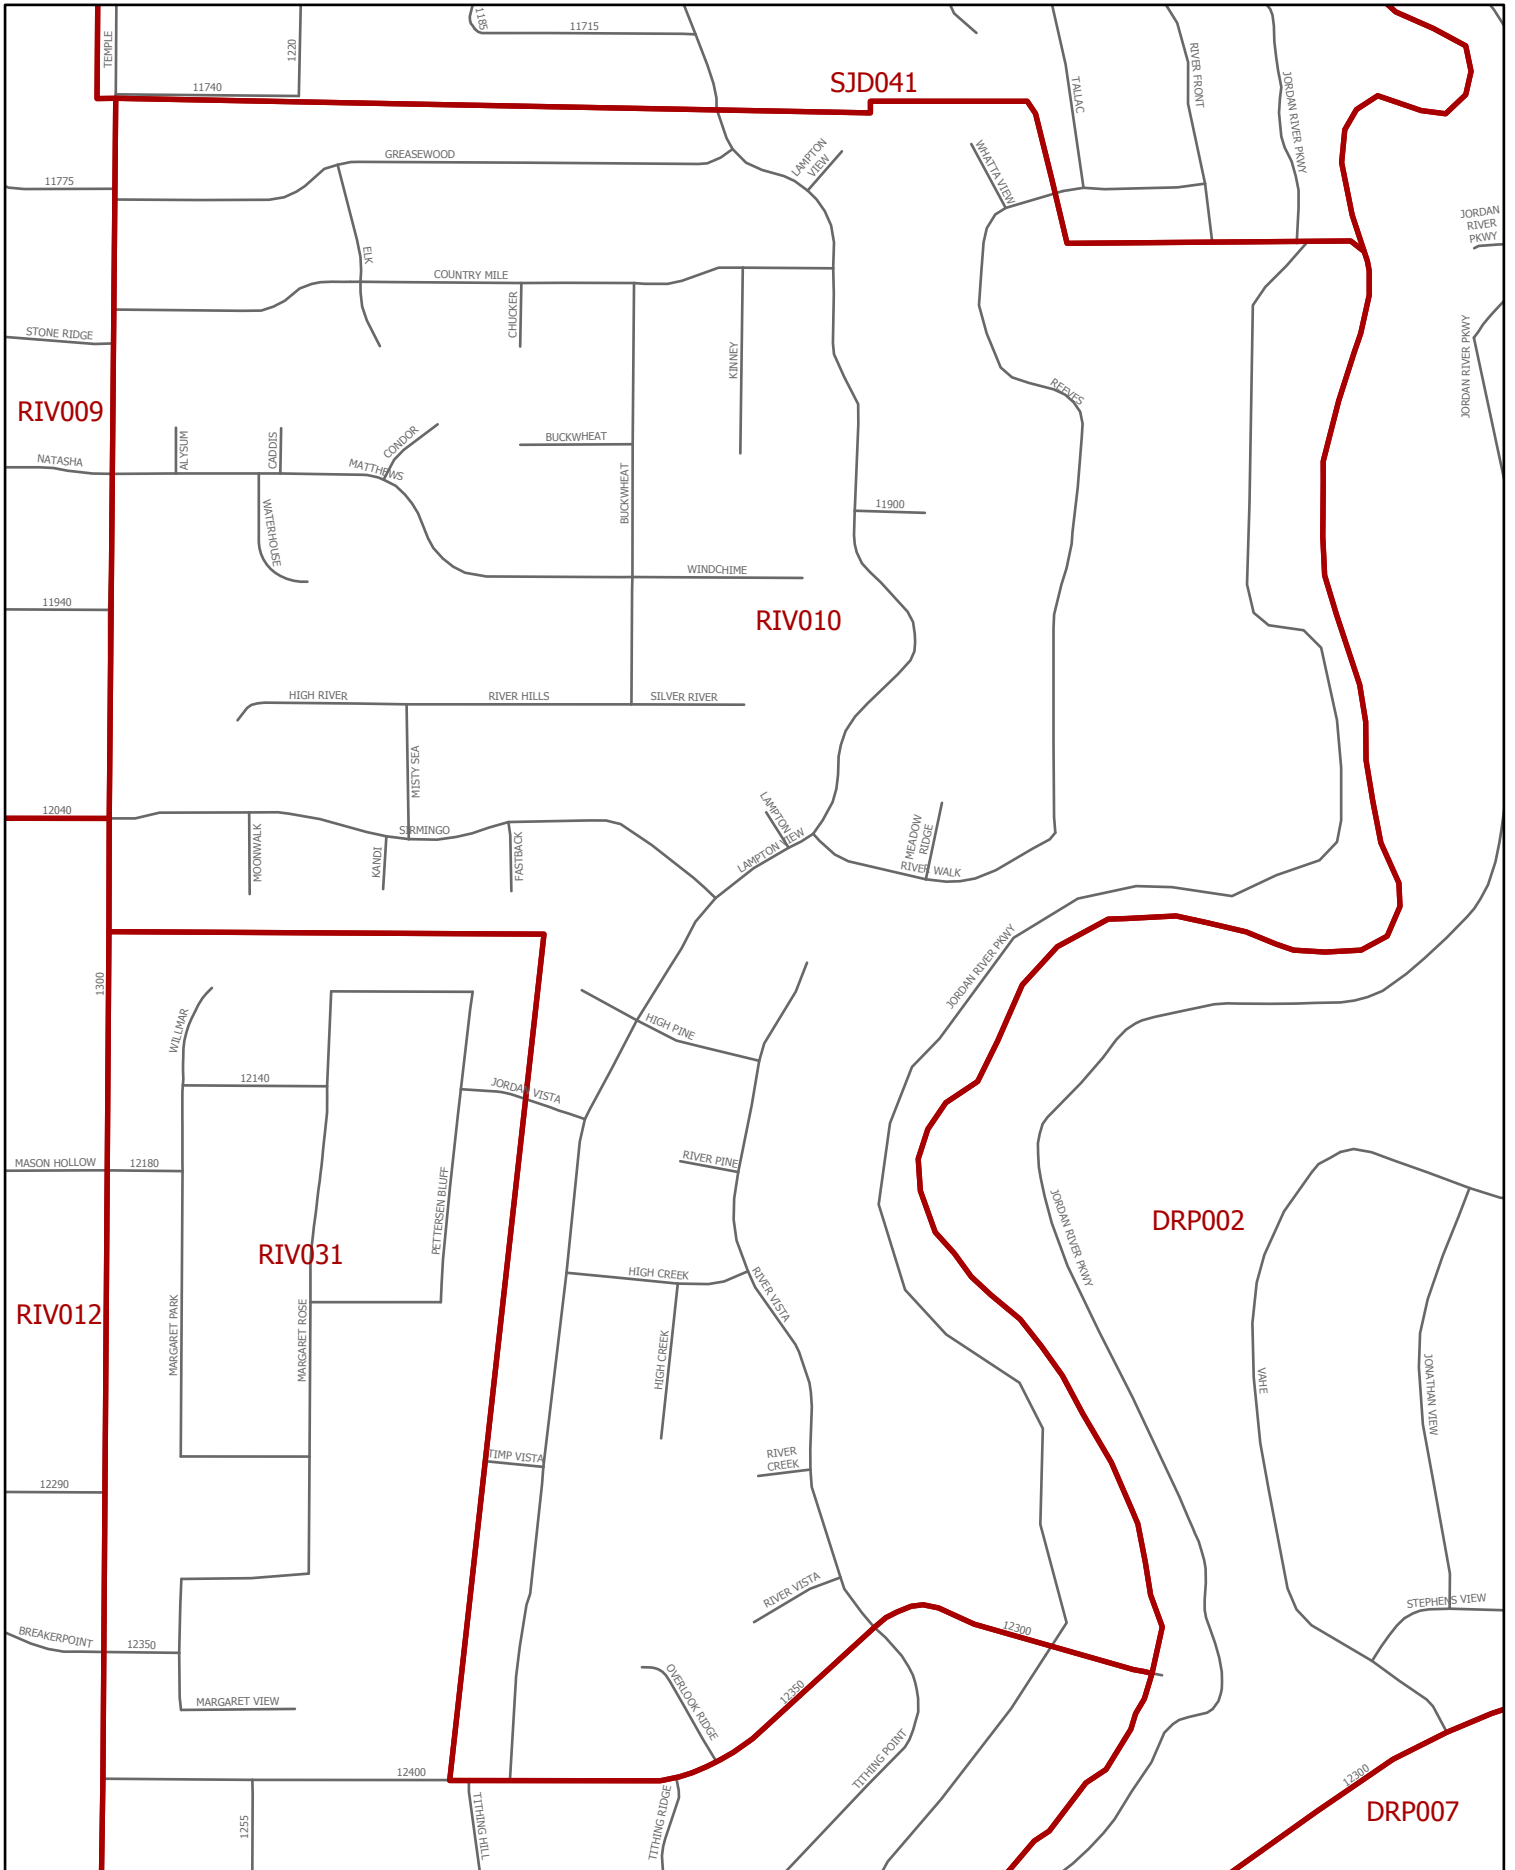 TEMPLE
1220
1185
11715
11740
SJD041
TALLAC
RIVER FRONT
JORDAN RIVER PKWY
GREASEWOOD
LAMPTON
VIEW
WHATTA VIEW
11775
JORDAN
RIVER
PKWY
ELK
COUNTRY MILE
CHUCKER
STONE RIDGE
KINNEY
JORDAN RIVER PKWY
REEVES
RIV009
ALYSUM
CADDIS
CONDOR
BUCKWHEAT
NATASHA
MATTHEWS
BUCKWHEAT
11900
WATERHOUSE
WINDCHIME
11940
RIV010
HIGH RIVER
RIVER HILLS
SILVER RIVER
MISTY SEA
12040
LAMPTON
SIRMINGO
MOONWALK
KANDI
FASTBACK
LAMPTON VIEW
MEADOW
RIDGE
RIVER WALK
1300
JORDAN RIVER PKWY
WILLMAR
HIGH PINE
12140
JORDAN VISTA
MASON HOLLOW
12180
RIVER PINE
PETTERSEN BLUFF
JORDAN RIVER PKWY
DRP002
RIV031
HIGH CREEK
RIVER VISTA
RIV012
MARGARET PARK
MARGARET ROSE
HIGH CREEK
VAHE
JONATHAN VIEW
TIMP VISTA
RIVER
CREEK
12290
RIVER VISTA
STEPHENS VIEW
BREAKERPOINT
12350
12300
OVERLOOK RIDGE
12350
MARGARET VIEW
TITHING POINT
12400
12300
1255
TITHING HILL
TITHING RIDGE
DRP007